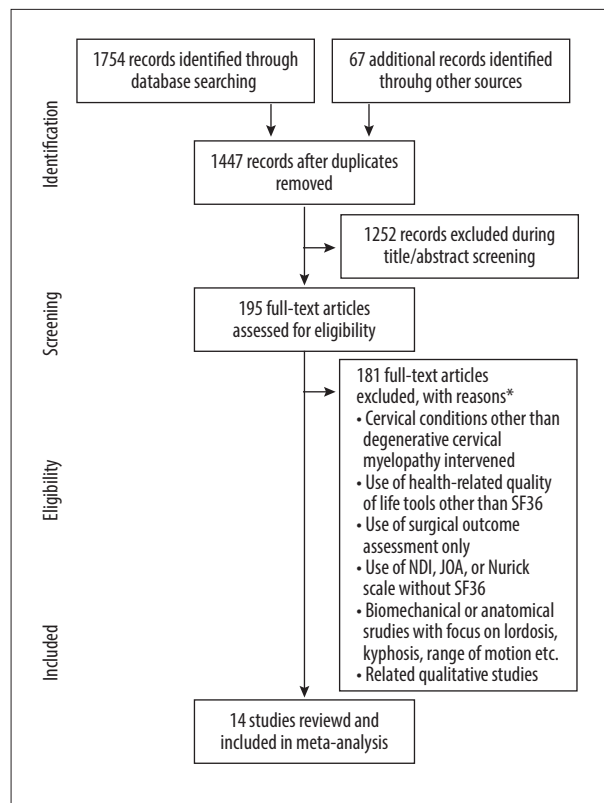 1754 records identified through
database searching
67 additional records identified
throuhg other sources
Identification
1447 records after duplicates
removed
1252 records excluded during
title/abstract screening
Screening
195 full-text articles
assessed for eligibility
181 full-text articles
excluded, with reasons*
• Cervical conditions other than
degenerative cervical
myelopathy intervened
• Use of health-related quality
of life tools other than SF36
• Use of surgical outcome
assessment only
• Use of NDI, JOA, or Nurick
scale without SF36
• Biomechanical or anatomical
srudies with focus on lordosis,
kyphosis, range of motion etc.
• Related qualitative studies
Eligibility
Included
14 studies reviewd and
included in meta-analysis